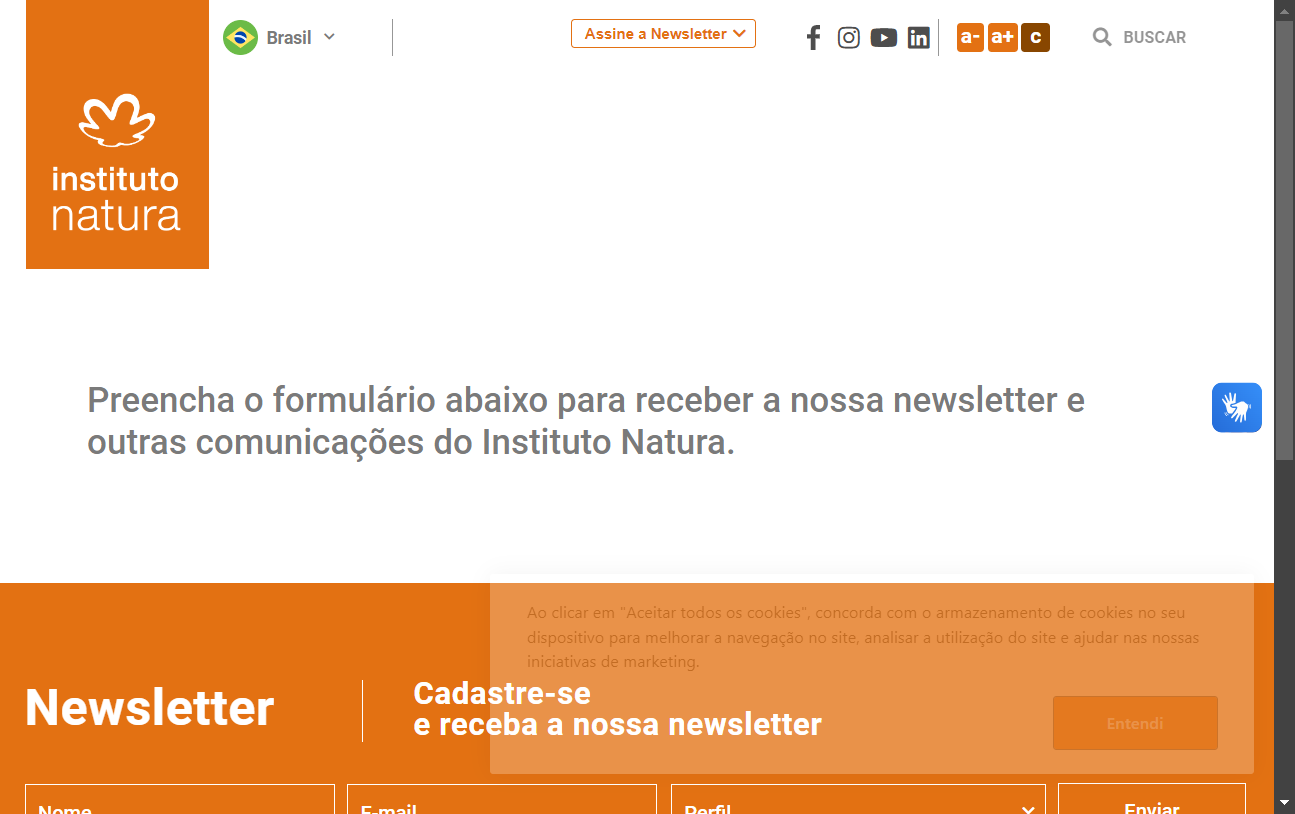 Brasil
Assine a Newsletter
a-
a+
c
BUSCAR
instituto
natura
Preencha o formulário abaixo para receber a nossa newsletter e
outras comunicações do Instituto Natura.
Ao clicar em "Aceitar todos os cookies", concorda com o armazenamento de cookies no seu
dispositivo para melhorar a navegação no site, analisar a utilização do site e ajudar nas nossas
iniciativas de marketing.
Entendi
Newsletter
Cadastre-se
e receba a nossa newsletter
Nome
E-mail
Perfil
Enviar